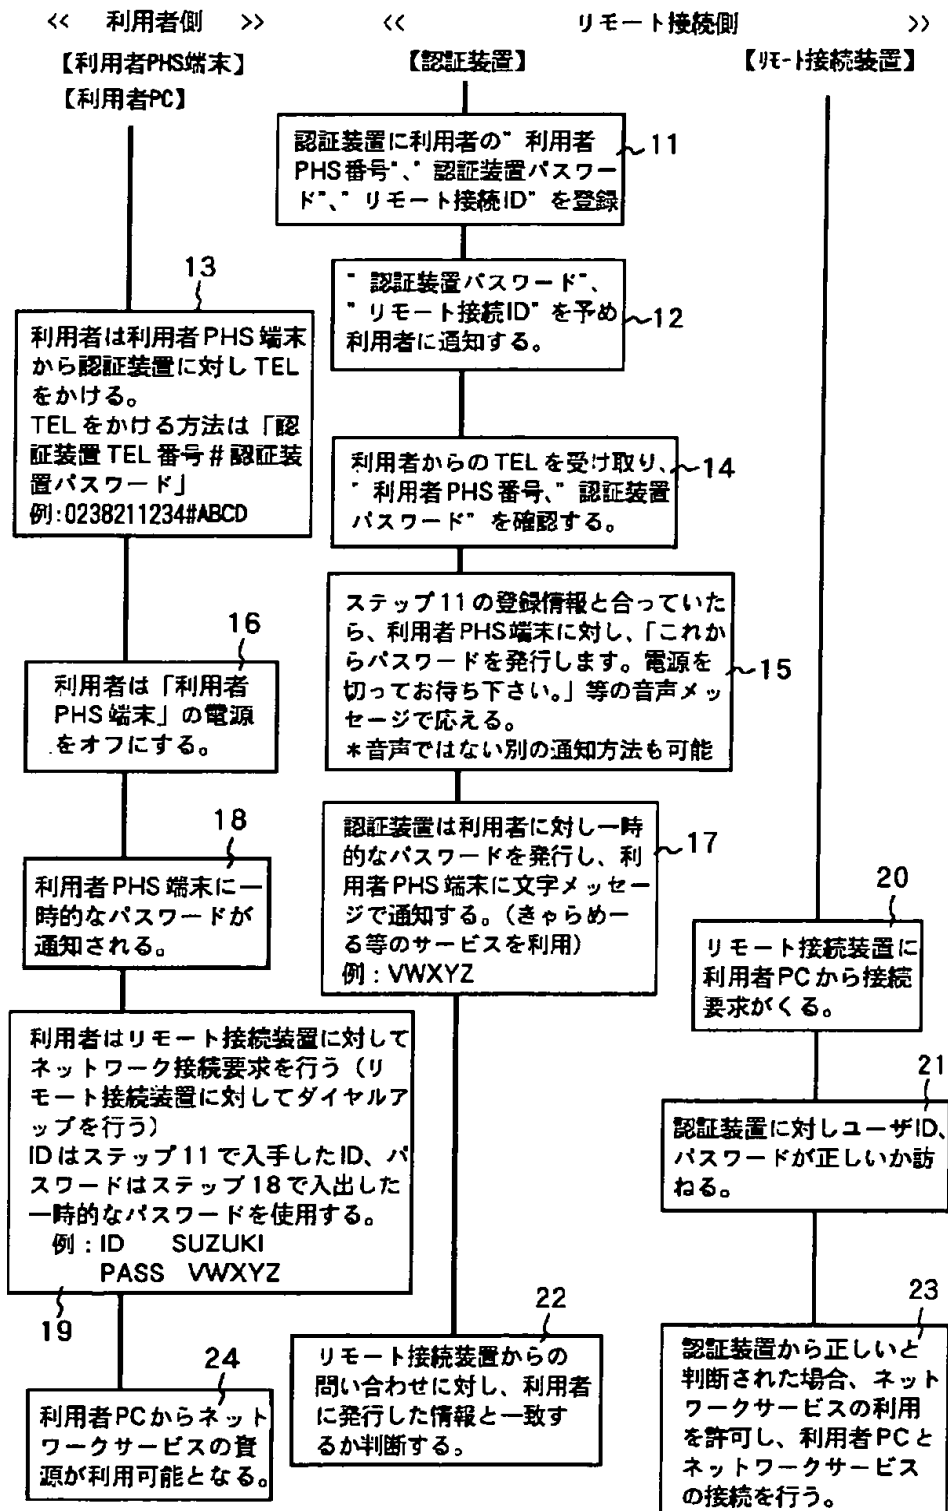 << 利用者側 >>
<< リモート接続側 >>
【利用者PHS端末】
【利用者PC】
【認証装置】
【リモート接続装置】
認証装置に利用者の"利用者
PHS番号"、"認証装置パスワー
ド"、"リモート接続ID"を登録
11
"認証装置パスワード"、
"リモート接続ID"を予め
利用者に通知する。
12
13
利用者は利用者PHS端末
から認証装置に対しTEL
をかける。
TELをかける方法は「認
証装置TEL番号#認証装
置パスワード」
例:0238211234#ABCD
利用者からのTELを受け取り、
"利用者PHS番号、"認証装置
パスワード"を確認する。
14
ステップ11の登録情報と合っていた
ら、利用者PHS端末に対し、「これか
らパスワードを発行します。電源を
切ってお待ち下さい。」等の音声メッ
セージで応える。
*音声ではない別の通知方法も可能
15
16
利用者は「利用者
PHS端末」の電源
をオフにする。
認証装置は利用者に対し一時
的なパスワードを発行し、利
用者PHS端末に文字メッセー
ジで通知する。(きゃらめー
る等のサービスを利用)
例:VWXYZ
17
18
利用者PHS端末に一
時的なパスワードが
通知される。
利用者はリモート接続装置に対して
ネットワーク接続要求を行う(リ
モート接続装置に対してダイヤルア
ップを行う)
IDはステップ11で入手したID、パ
スワードはステップ18で入出した
一時的なパスワードを使用する。
例:ID SUZUKI
PASS VWXYZ
19
20
リモート接続装置に
利用者PCから接続
要求がくる。
21
認証装置に対しユーザID、
パスワードが正しいか訪
ねる。
22
リモート接続装置からの
問い合わせに対し、利用者
に発行した情報と一致す
るか判断する。
23
認証装置から正しいと
判断された場合、ネット
ワークサービスの利用
を許可し、利用者PCと
ネットワークサービス
の接続を行う。
24
利用者PCからネット
ワークサービスの資
源が利用可能となる。